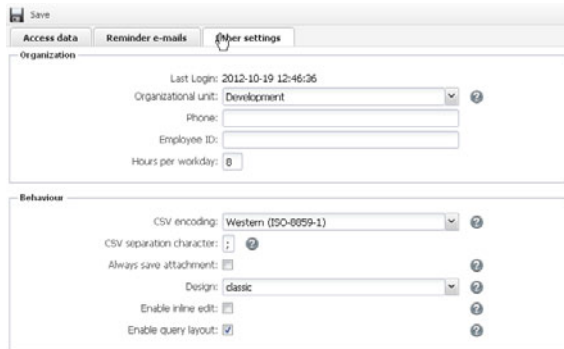 Save
Access data Reminder e-mails Other settings
Organization
Last Login: 2012-10-19 12:46:36
Organizational unit: Development
Phone:
Employee ID:
Hours per workday: 8
Behaviour
CSV encoding: Western (ISO-8859-1)
CSV separation character: ;
Always save attachment:
Design: classic
Enable inline edit:
Enable query layout: